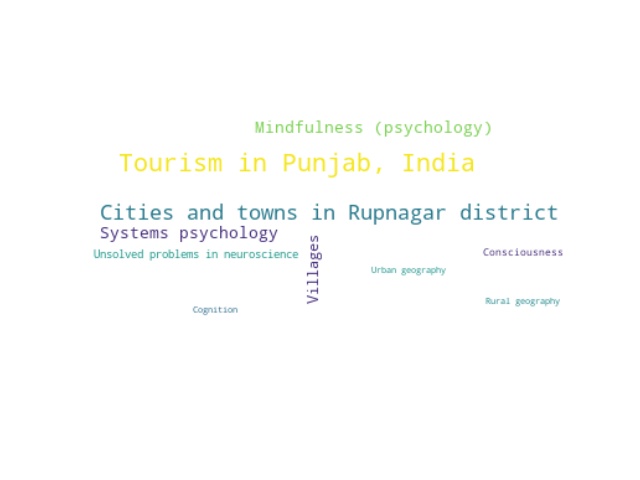 Mindfulness (psychology)
Tourism in Punjab, India
Cities and towns in Rupnagar district
Systems psychology
Villages
Unsolved problems in neuroscience
Consciousness
Urban geography
Rural geography
Cognition